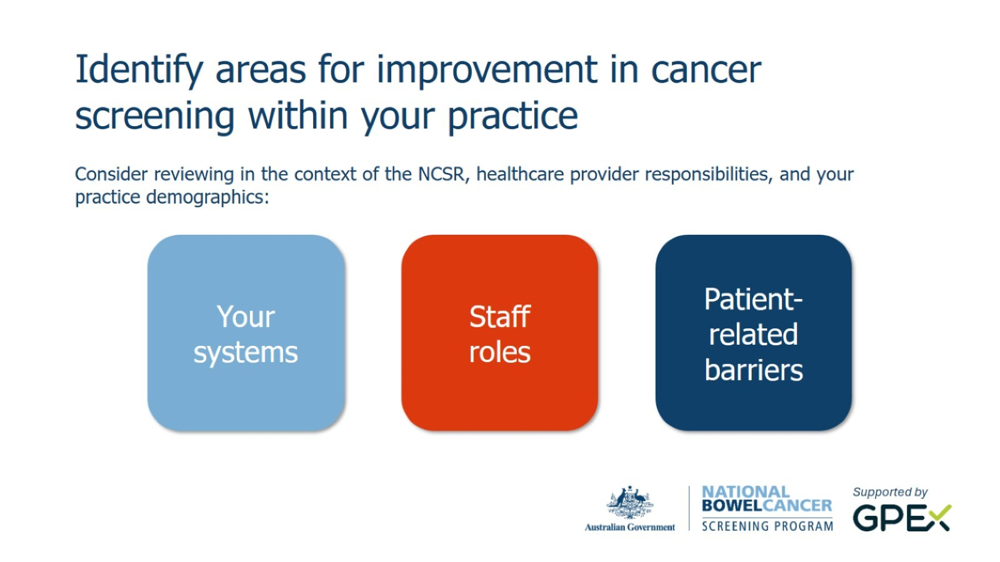 Identify areas for improvement in cancer
screening within your practice
Consider reviewing in the context of the NCSR, healthcare provider responsibilities, and your
practice demographics:
Your
systems
Staff
roles
Patient-
related
barriers
Australian Government
NATIONAL
BOWELCANCER
SCREENING PROGRAM
Supported by
GPEX